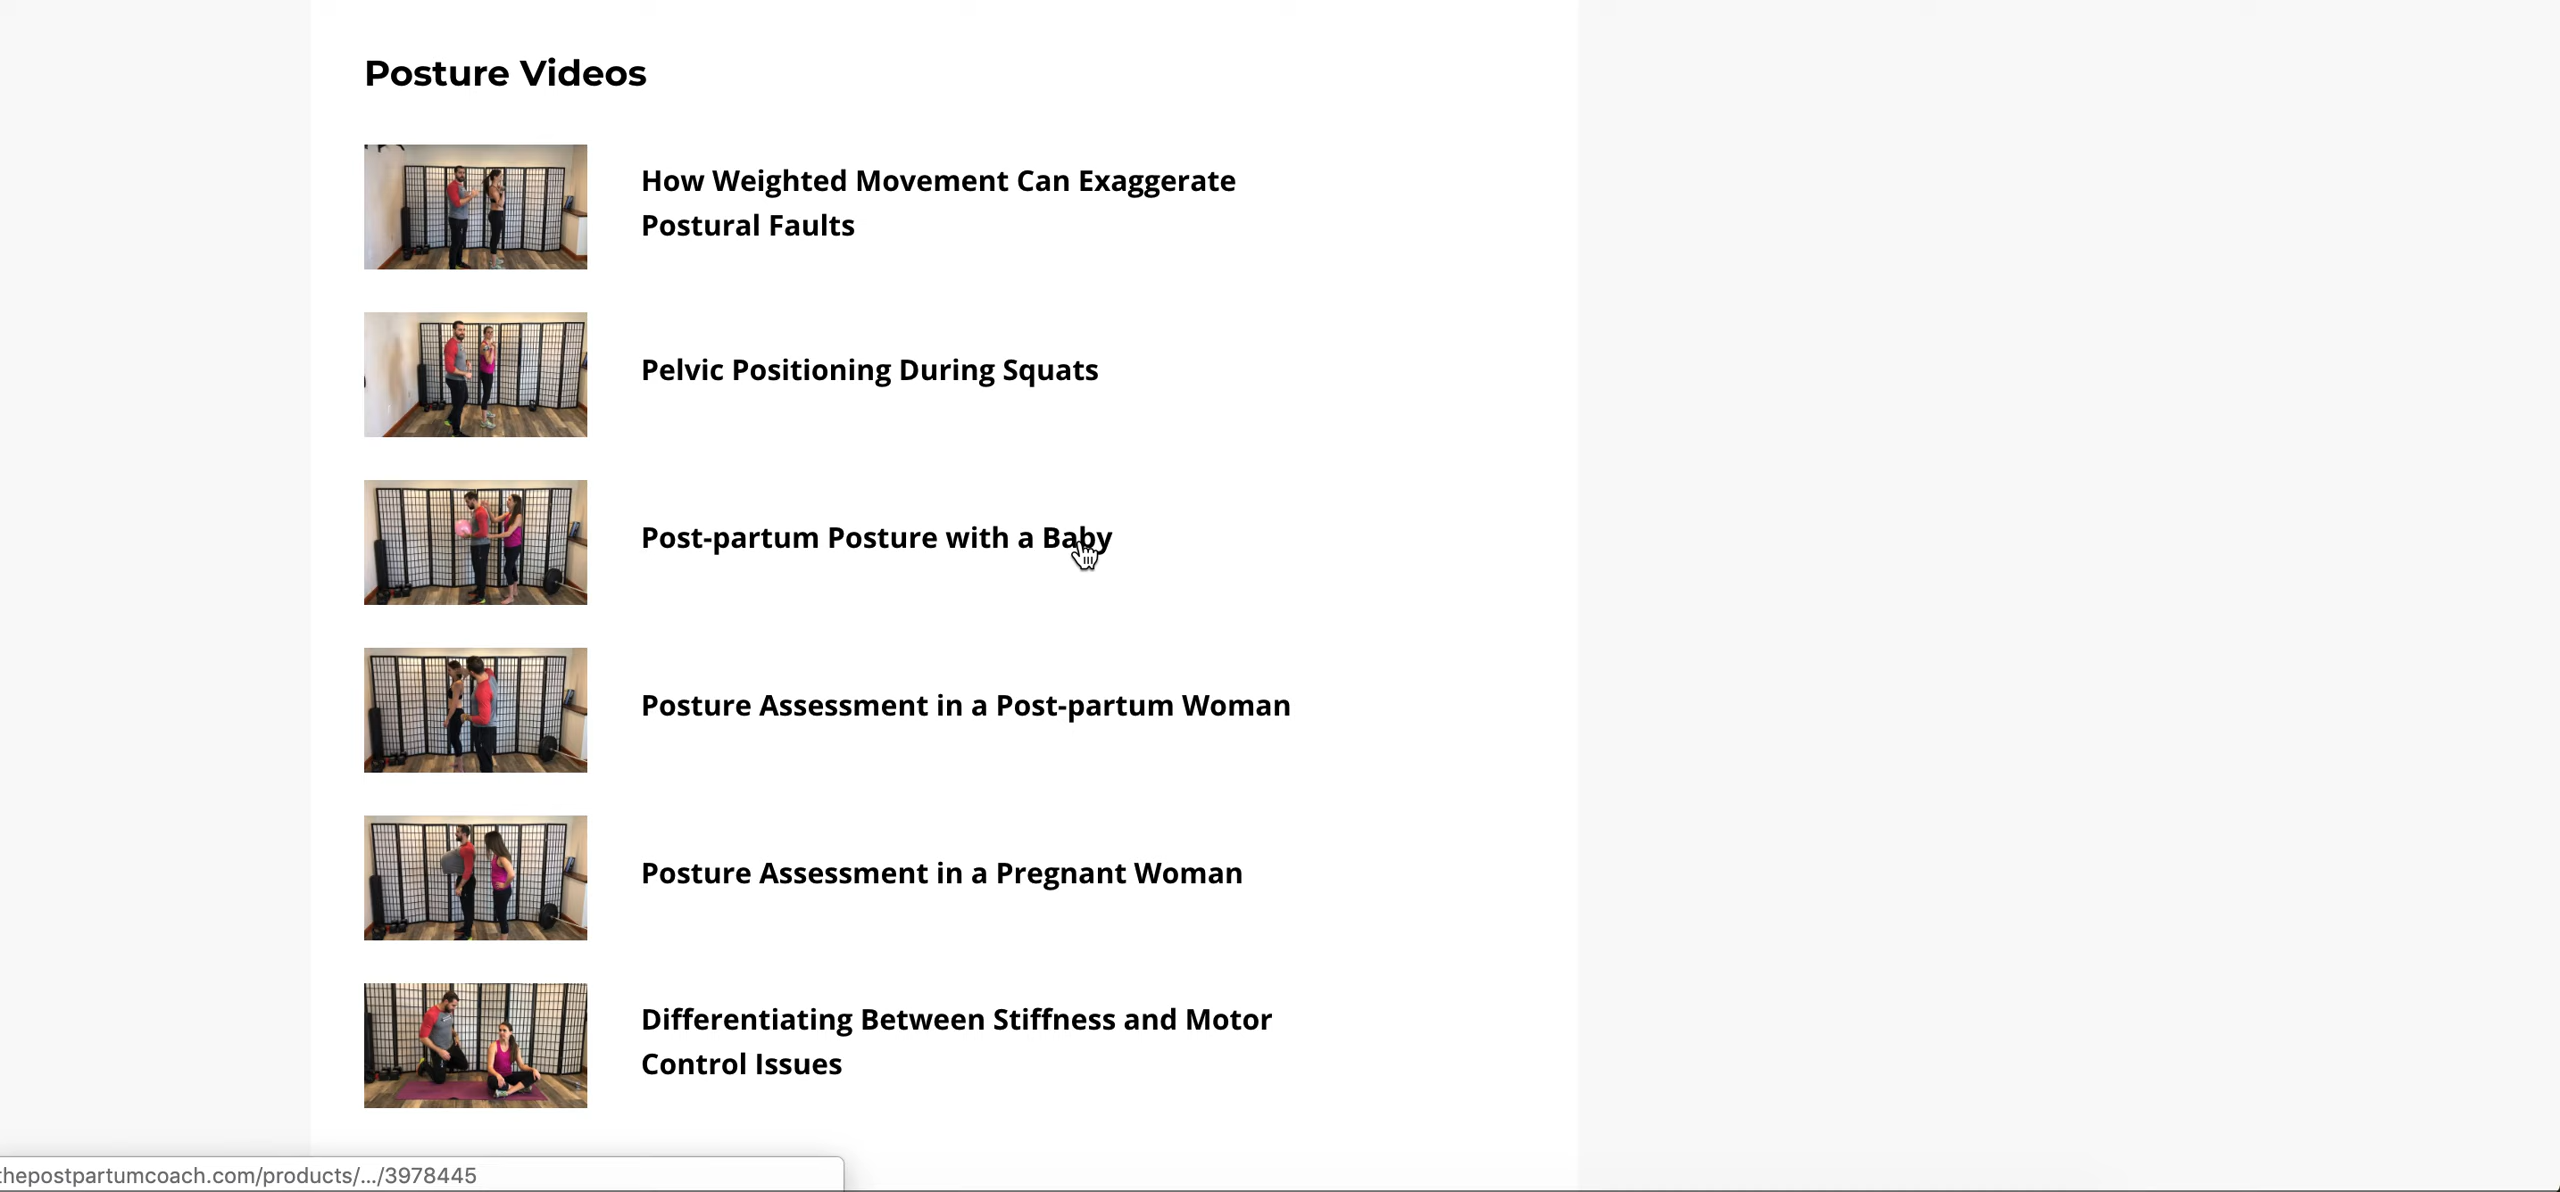 Posture Videos
How Weighted Movement Can Exaggerate
Postural Faults
Pelvic Positioning During Squats
Post-partum Posture with a Baby
Posture Assessment in a Post-partum Woman
Posture Assessment in a Pregnant Woman
Differentiating Between Stiffness and Motor
Control Issues
thepostpartumcoach.com/products/.../3978445